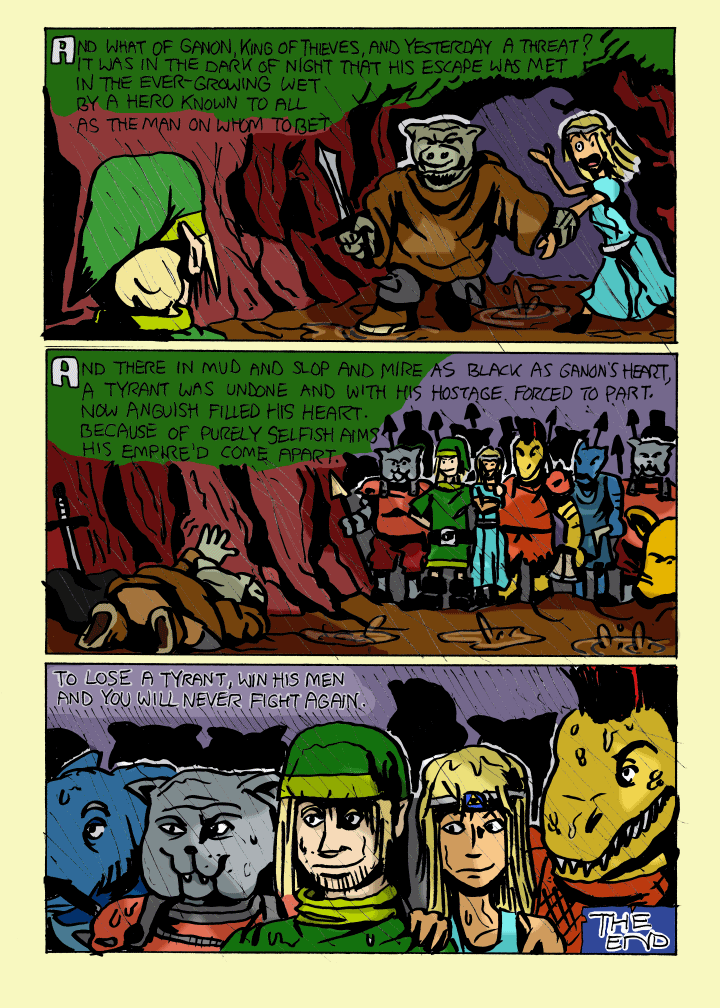 AND WHAT OF GANON, KING OF THIEVES, AND YESTERDAY A THREAT?
IT WAS IN THE DARK OF NIGHT THAT HIS ESCAPE WAS MET
IN THE EVER-GROWING WET
BY A HERO KNOWN TO ALL
AS THE MAN ON WHOM TO BET.
AND THERE IN MUD AND SLOP AND MIRE AS BLACK AS GANON'S HEART,
A TYRANT WAS UNDONE AND WITH HIS HOSTAGE FORCED TO PART.
NOW ANGUISH FILLED HIS HEART.
BECAUSE OF PURELY SELFISH AIMS
HIS EMPIRE'D COME APART.
TO LOSE A TYRANT, WIN HIS MEN
AND YOU WILL NEVER FIGHT AGAIN.
THE
END